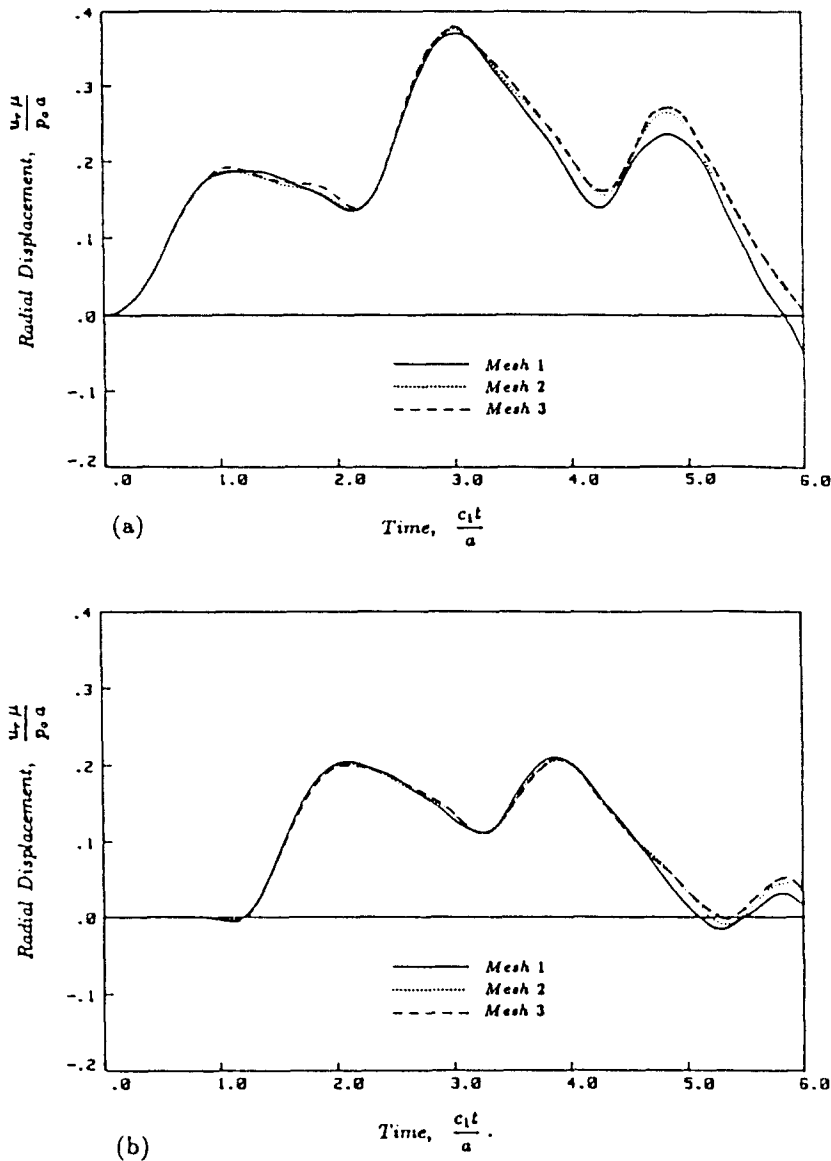 .4
.3
.2
.1
.0
-.1
-.2
Radial Displacement, u_r μ / p_o a
Mesh 1
Mesh 2
Mesh 3
.0 1.0 2.0 3.0 4.0 5.0 6.0
(a)
Time, c_1 t / a
.4
.3
.2
.1
.0
-.1
-.2
Radial Displacement, u_r μ / p_o a
Mesh 1
Mesh 2
Mesh 3
.0 1.0 2.0 3.0 4.0 5.0 6.0
(b)
Time, c_1 t / a .